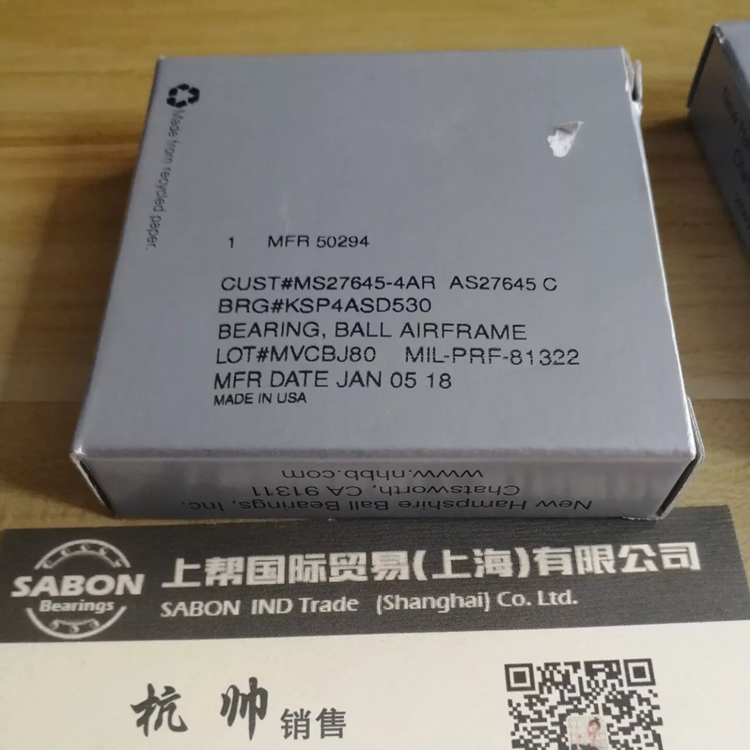 Made from recycled paper.
1 MFR 50294
CUST#MS27645-4AR AS27645 C
BRG#KSP4ASD530
BEARING, BALL AIRFRAME
LOT#MVCBJ80 MIL-PRF-81322
MFR DATE JAN 05 18
MADE IN USA
New Hampshire Ball Bearings, Inc.
Chatsworth, CA 91311
www.nhbb.com
SABON
Bearings
上帮国际贸易(上海)有限公司
SABON IND Trade (Shanghai) Co. Ltd.
杭帅 销售